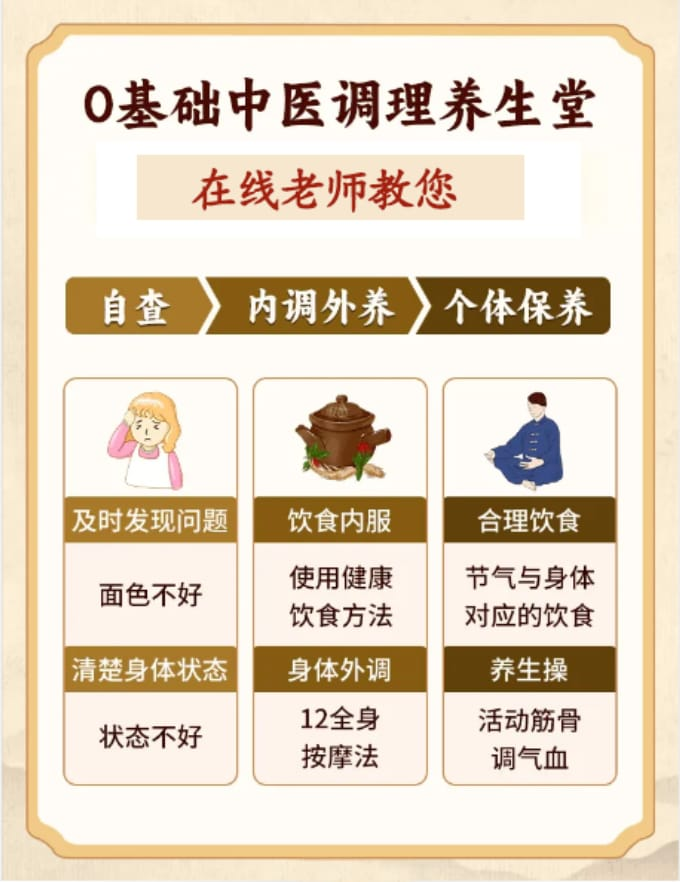 0基础中医调理养生堂
在线老师教您
自查
内调外养
个体保养
及时发现问题
面色不好
清楚身体状态
状态不好
饮食内服
使用健康
饮食方法
身体外调
12全身
按摩法
合理饮食
节气与身体
对应的饮食
养生操
活动筋骨
调气血